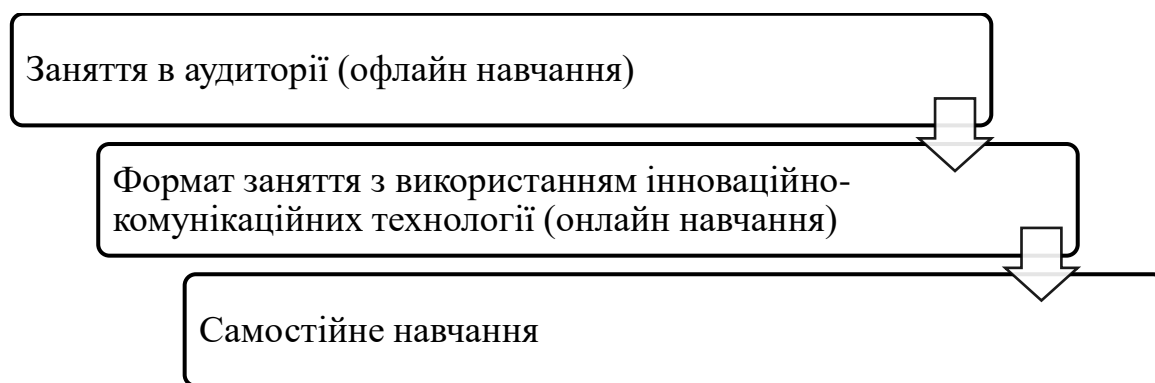 Заняття в аудиторії (офлайн навчання)
Формат заняття з використанням інноваційно-
комунікаційних технології (онлайн навчання)
Самостійне навчання